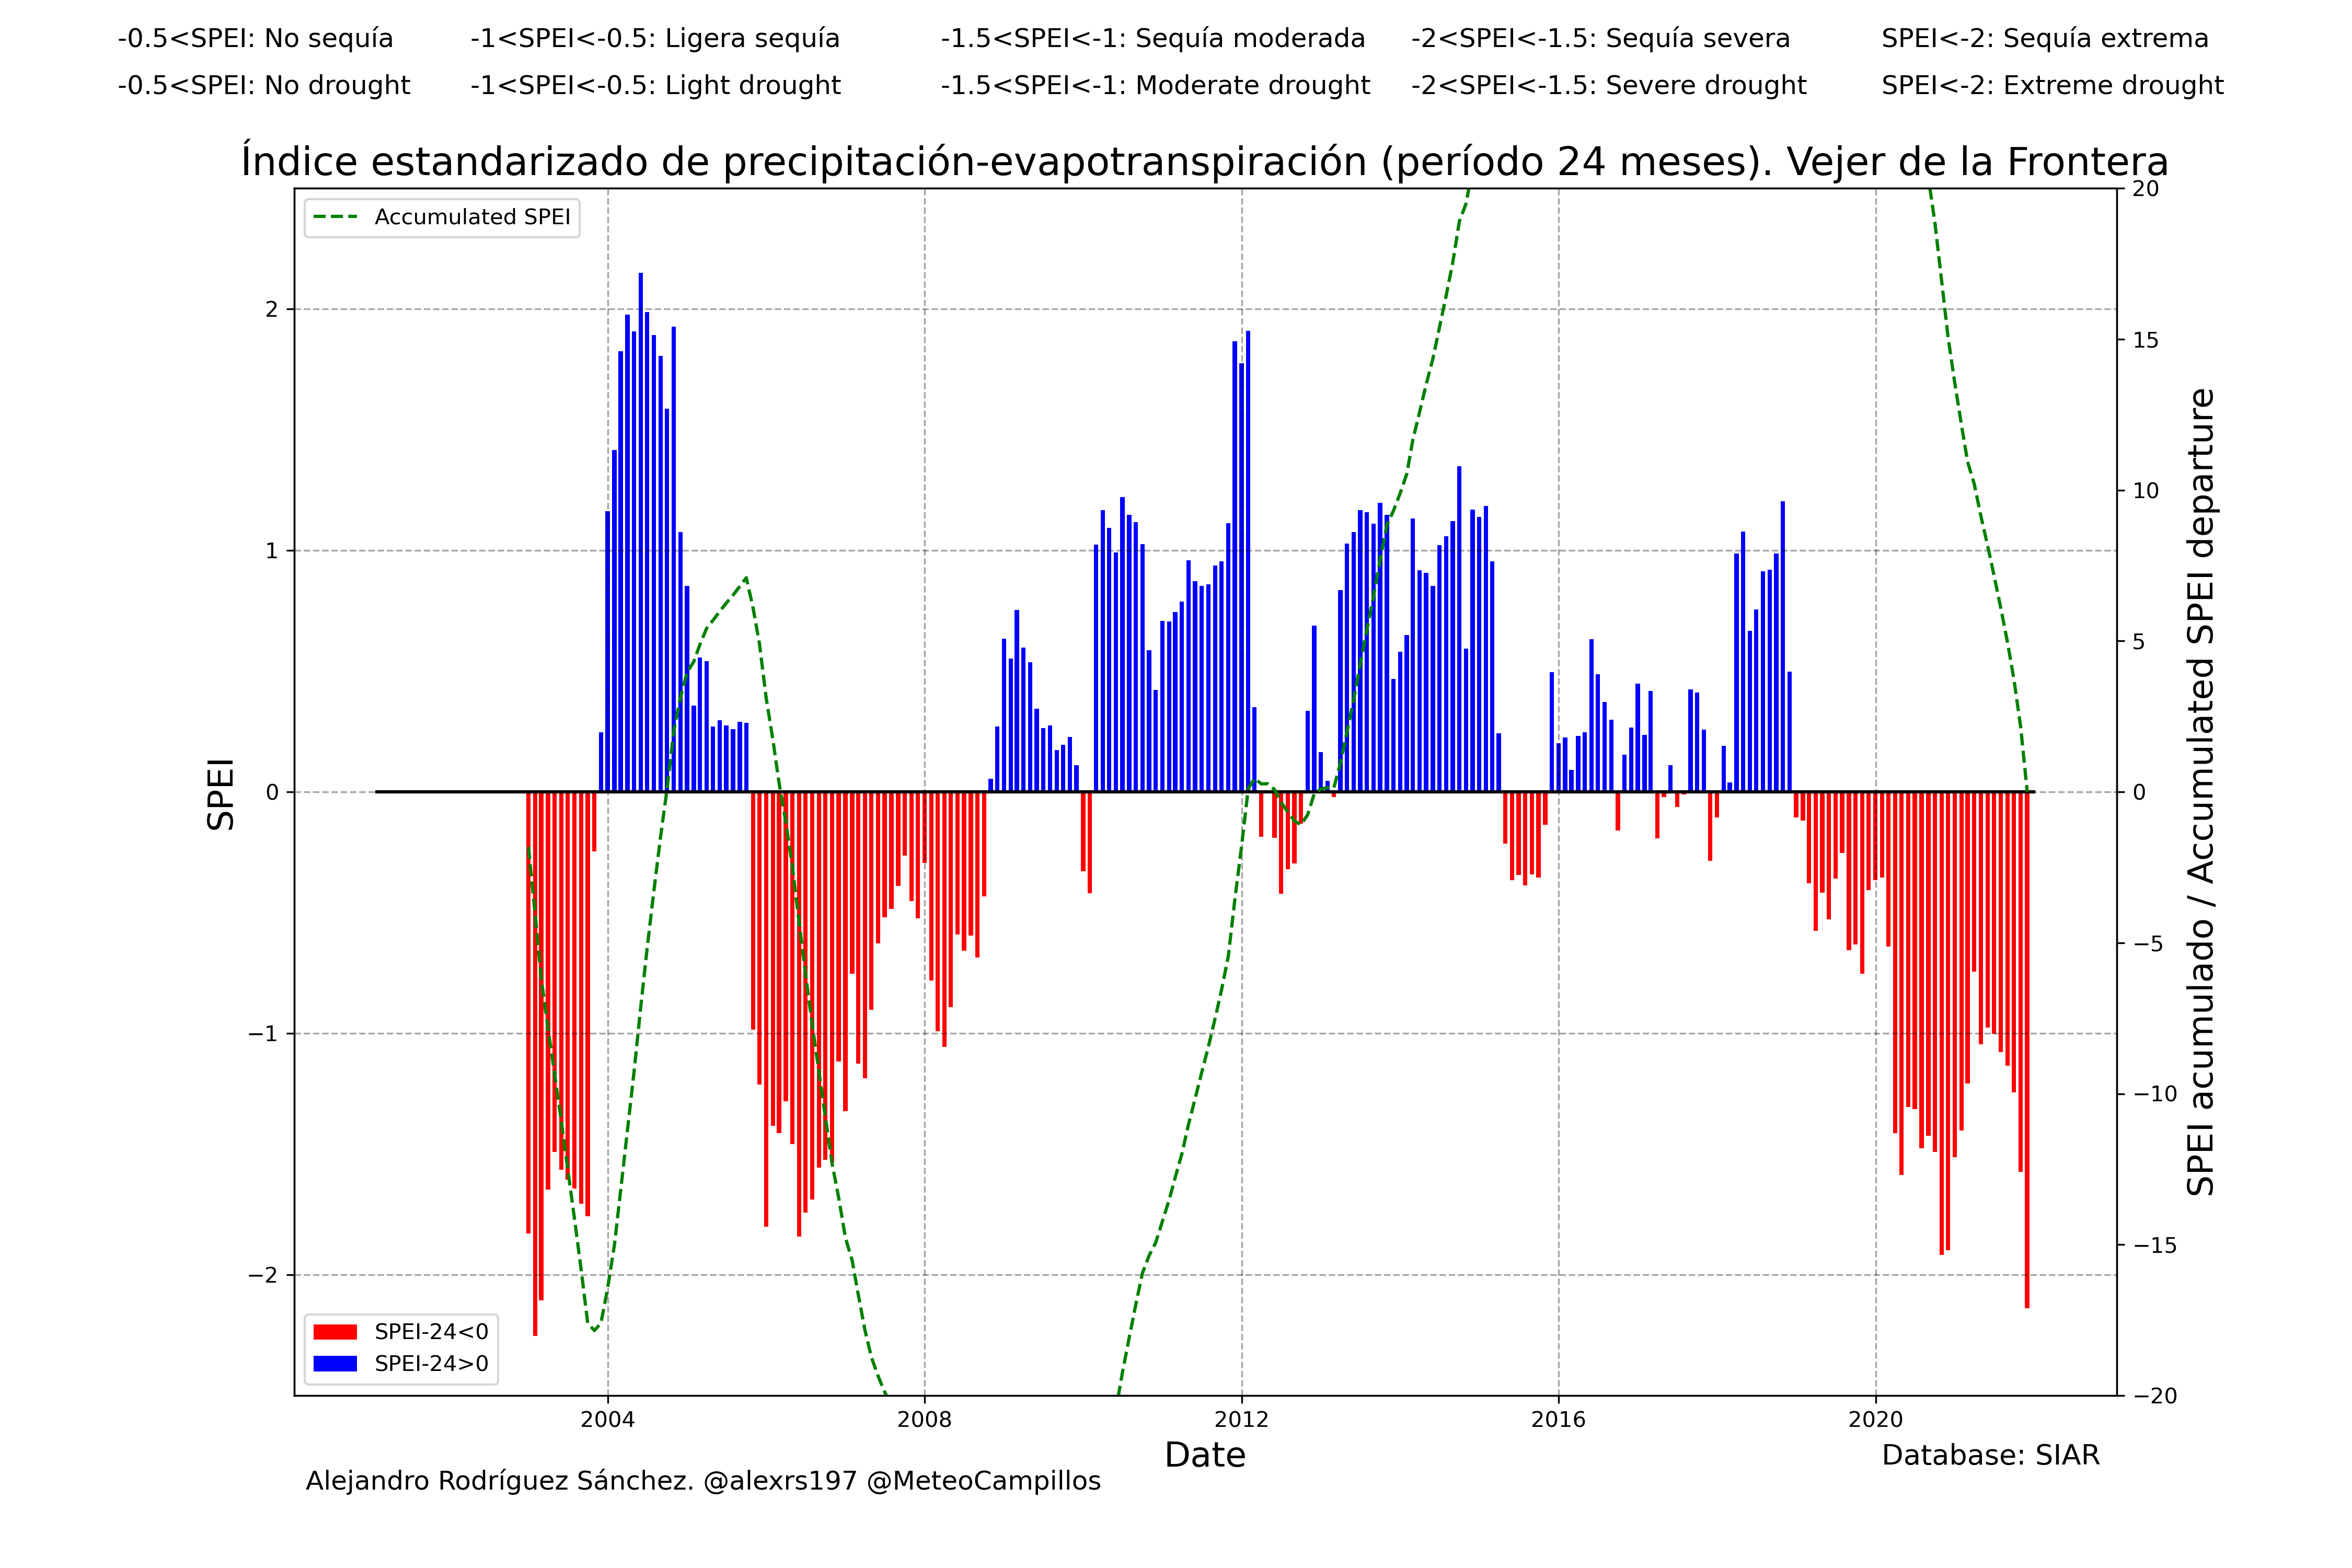 -0.5<SPEI: No sequía -1<SPEI<-0.5: Ligera sequía -1.5<SPEI<-1: Sequía moderada -2<SPEI<-1.5: Sequía severa SPEI<-2: Sequía extrema
-0.5<SPEI: No drought -1<SPEI<-0.5: Light drought -1.5<SPEI<-1: Moderate drought -2<SPEI<-1.5: Severe drought SPEI<-2: Extreme drought
Índice estandarizado de precipitación-evapotranspiración (período 24 meses). Vejer de la Frontera
Accumulated SPEI
SPEI
2
1
0
−1
−2
20
15
10
5
0
−5
−10
−15
−20
SPEI acumulado / Accumulated SPEI departure
SPEI-24<0
SPEI-24>0
2004 2008 2012 2016 2020
Date
Database: SIAR
Alejandro Rodríguez Sánchez. @alexrs197 @MeteoCampillos